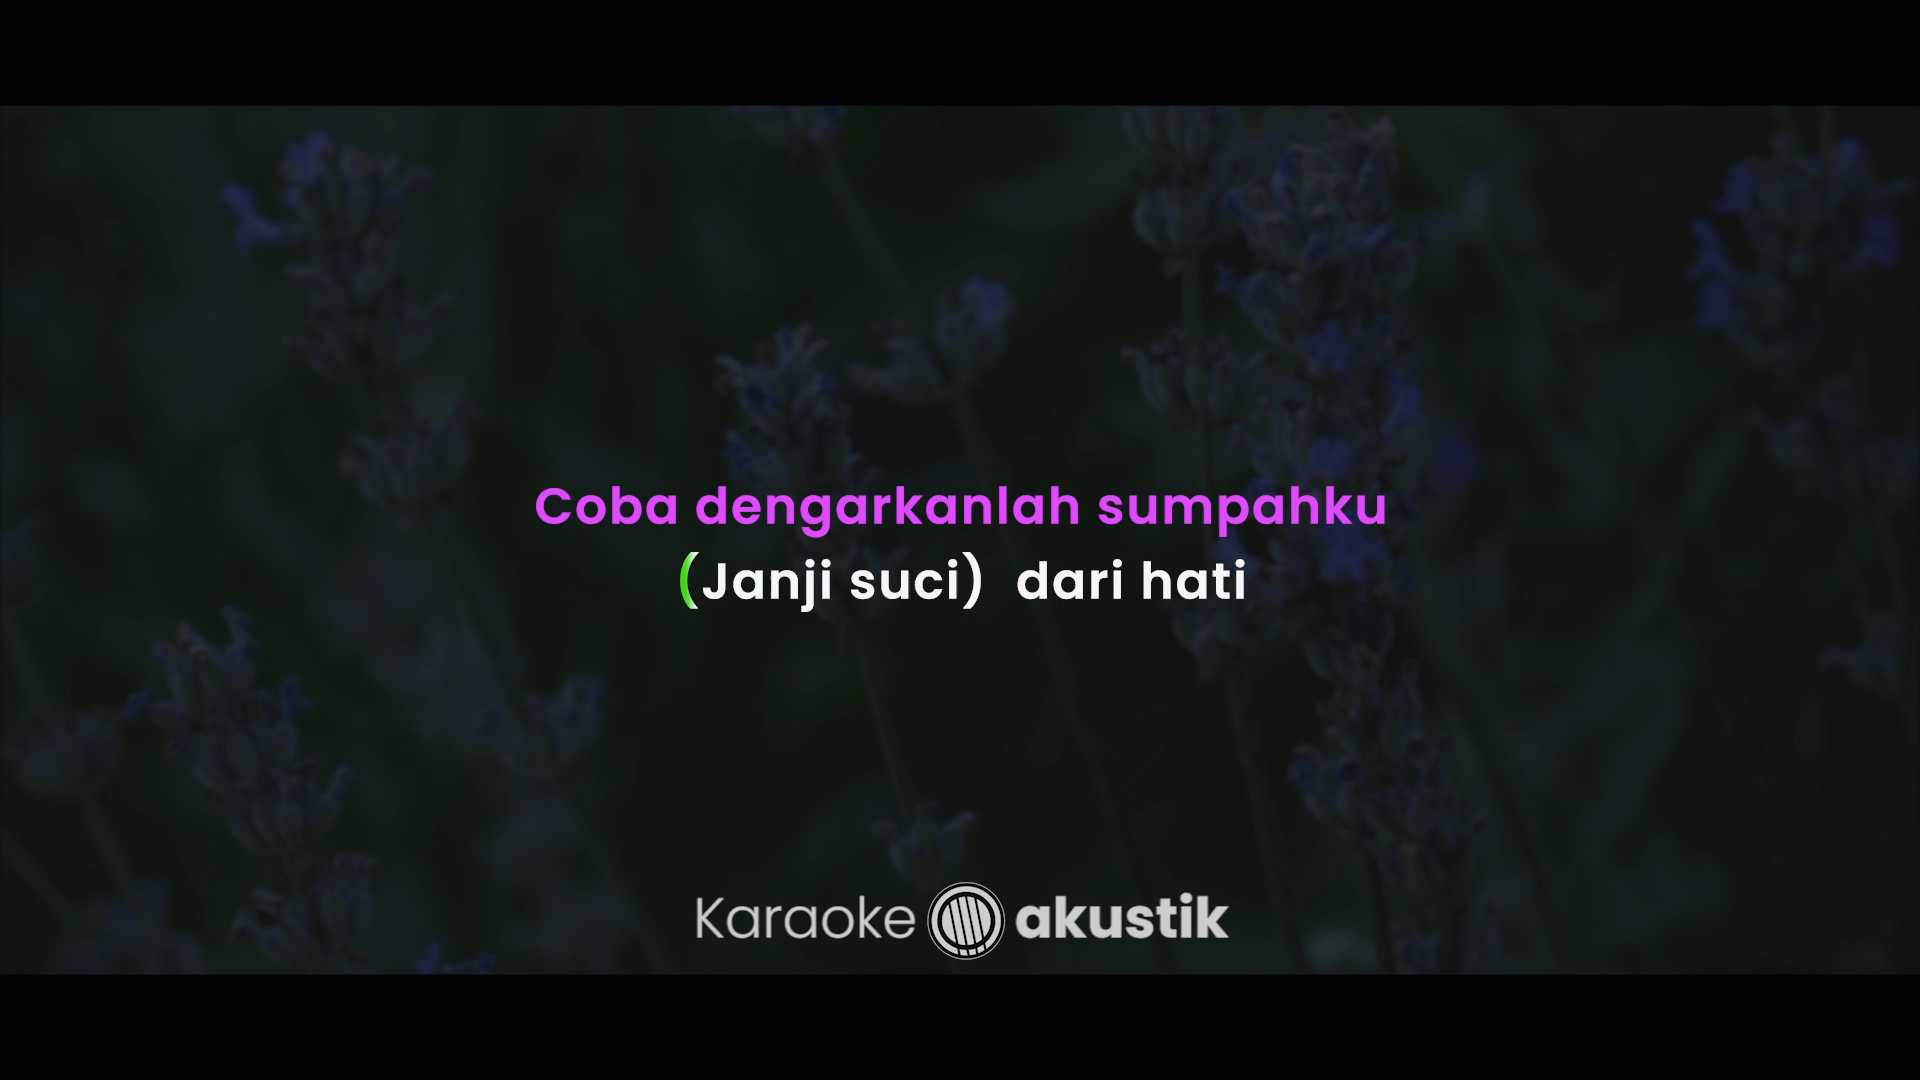 Coba dengarkanlah sumpahku
(Janji suci)  dari hati
Karaoke akustik